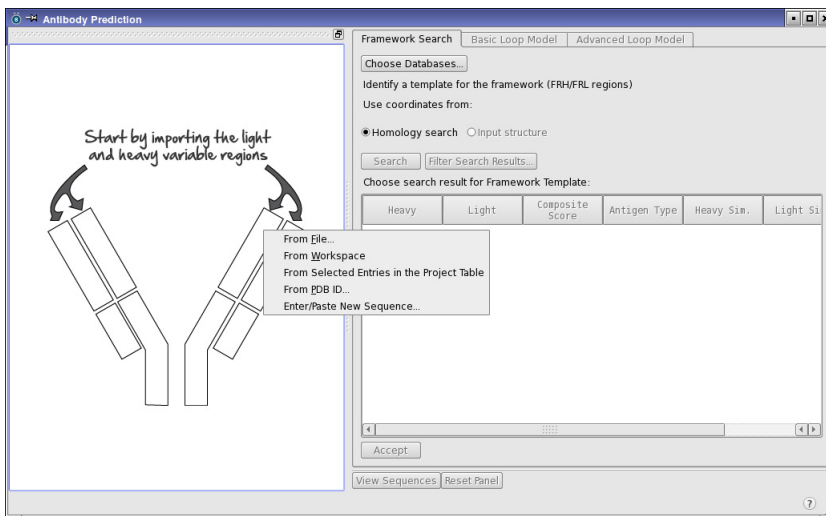 Antibody Prediction
Start by importing the light
and heavy variable regions
Framework Search
Basic Loop Model
Advanced Loop Model
Choose Databases...
Identify a template for the framework (FRH/FRL regions)
Use coordinates from:
Homology search
Input structure
Search
Filter Search Results...
Choose search result for Framework Template:
Heavy
Light
Composite
Score
Antigen Type
Heavy Sim.
Light Si
From File...
From Workspace
From Selected Entries in the Project Table
From PDB ID...
Enter/Paste New Sequence...
Accept
View Sequences
Reset Panel
?